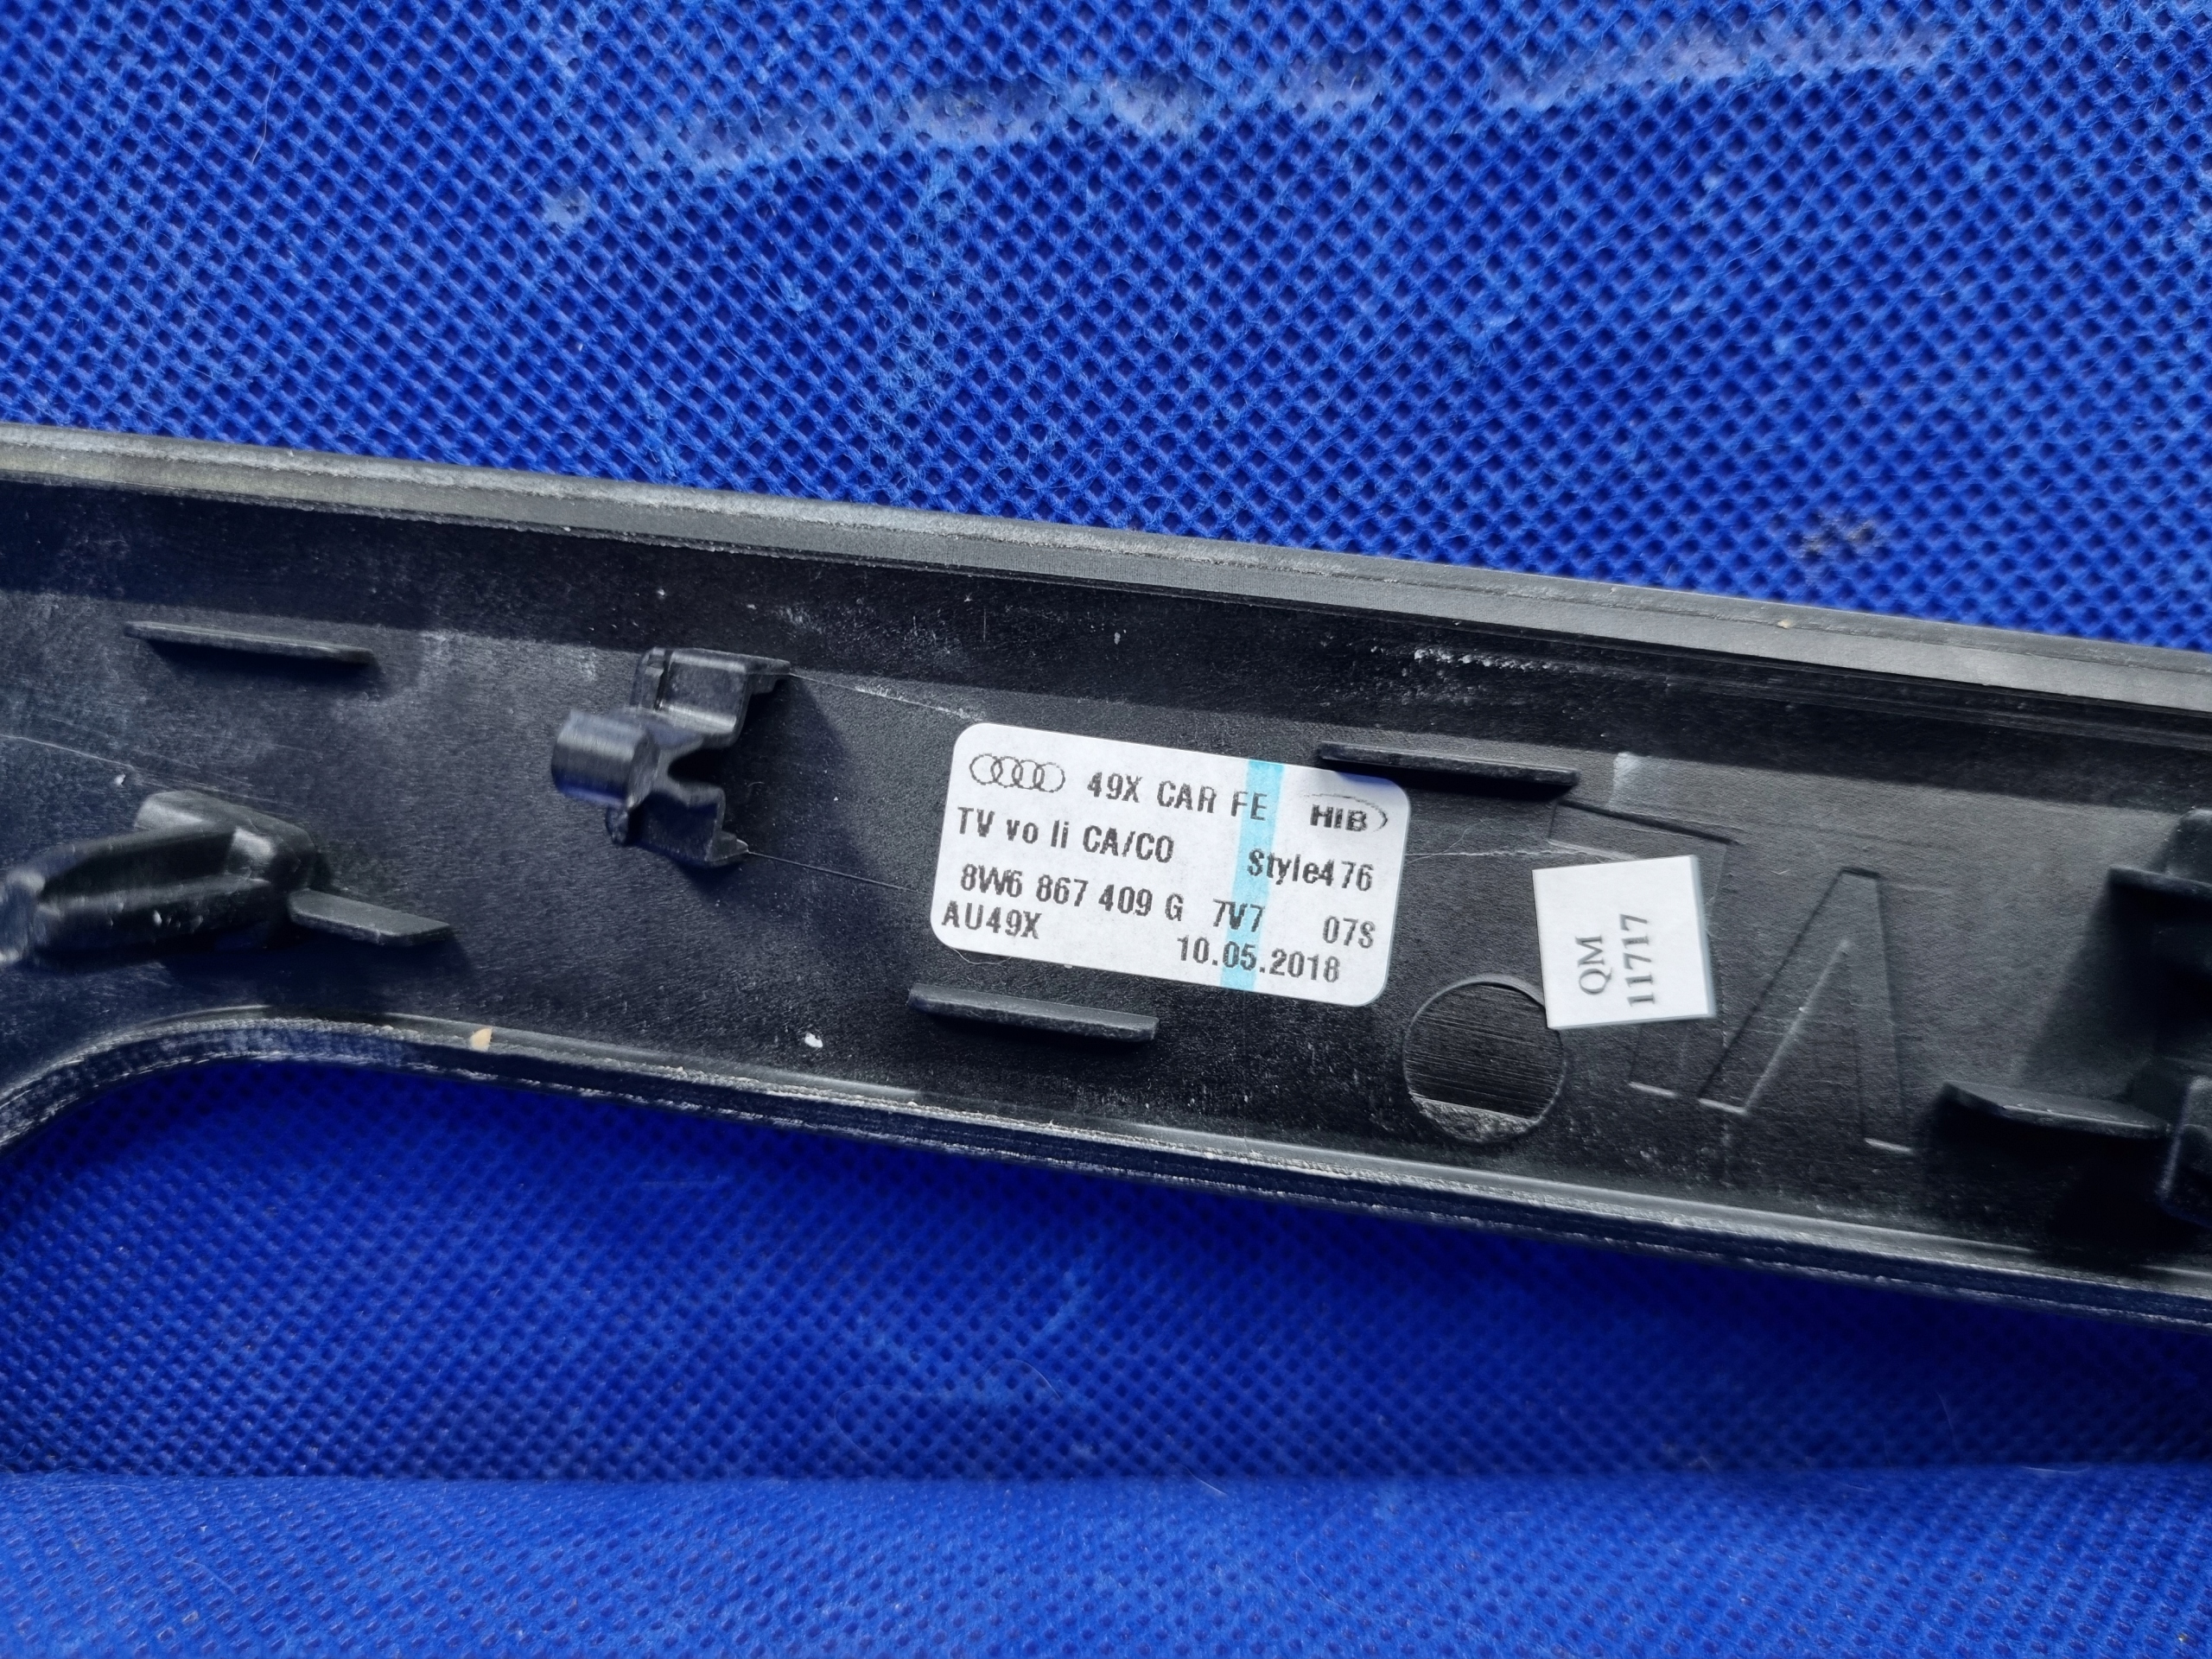 49X CAR FE HIB
TV vo li CA/CO
Style476
8W6 867 409 G 7V7 07S
AU49X
10.05.2018
QM
11717